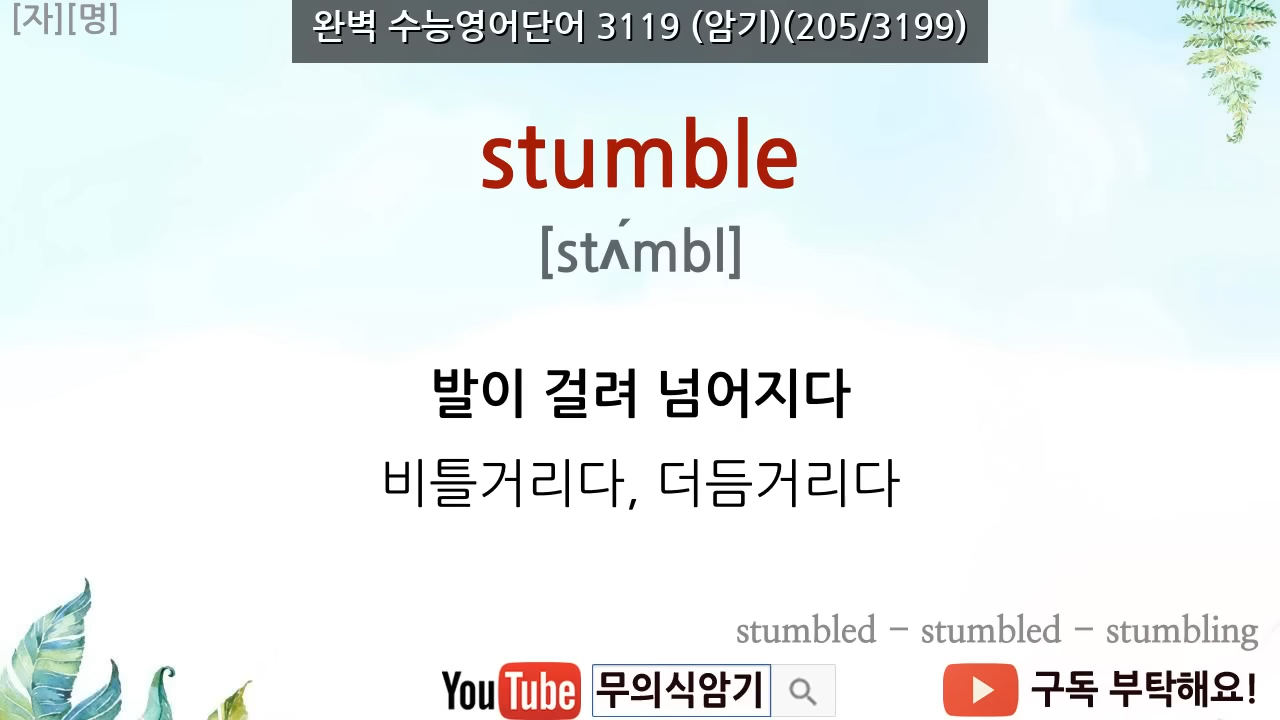 [자][명]
완벽 수능영어단어 3119 (암기)(205/3199)
stumble
[stʌ́mbl]
발이 걸려 넘어지다
비틀거리다, 더듬거리다
stumbled - stumbled - stumbling
YouTube 무의식암기 구독 부탁해요!